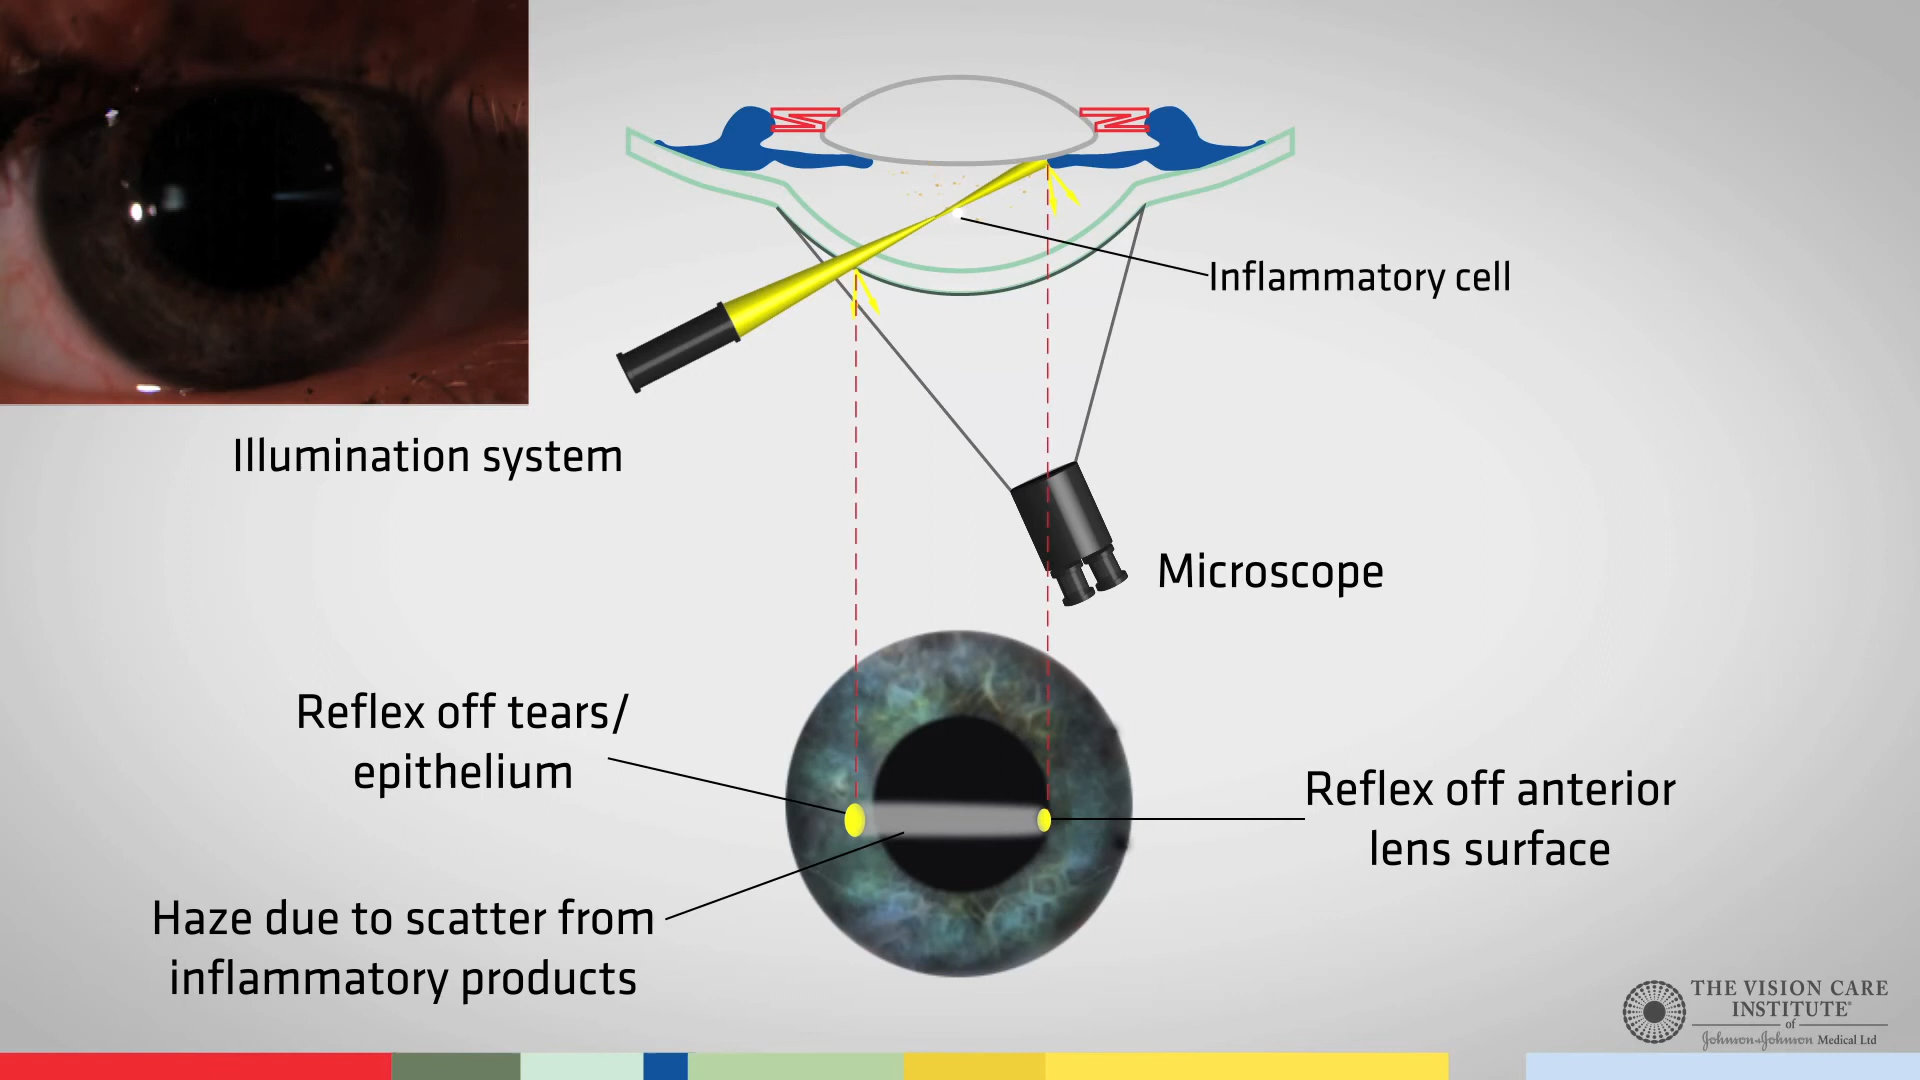 Inflammatory cell
Illumination system
Microscope
Reflex off tears/
epithelium
Reflex off anterior
lens surface
Haze due to scatter from
inflammatory products
THE VISION CARE
INSTITUTE®
of
Johnson & Johnson Medical Ltd